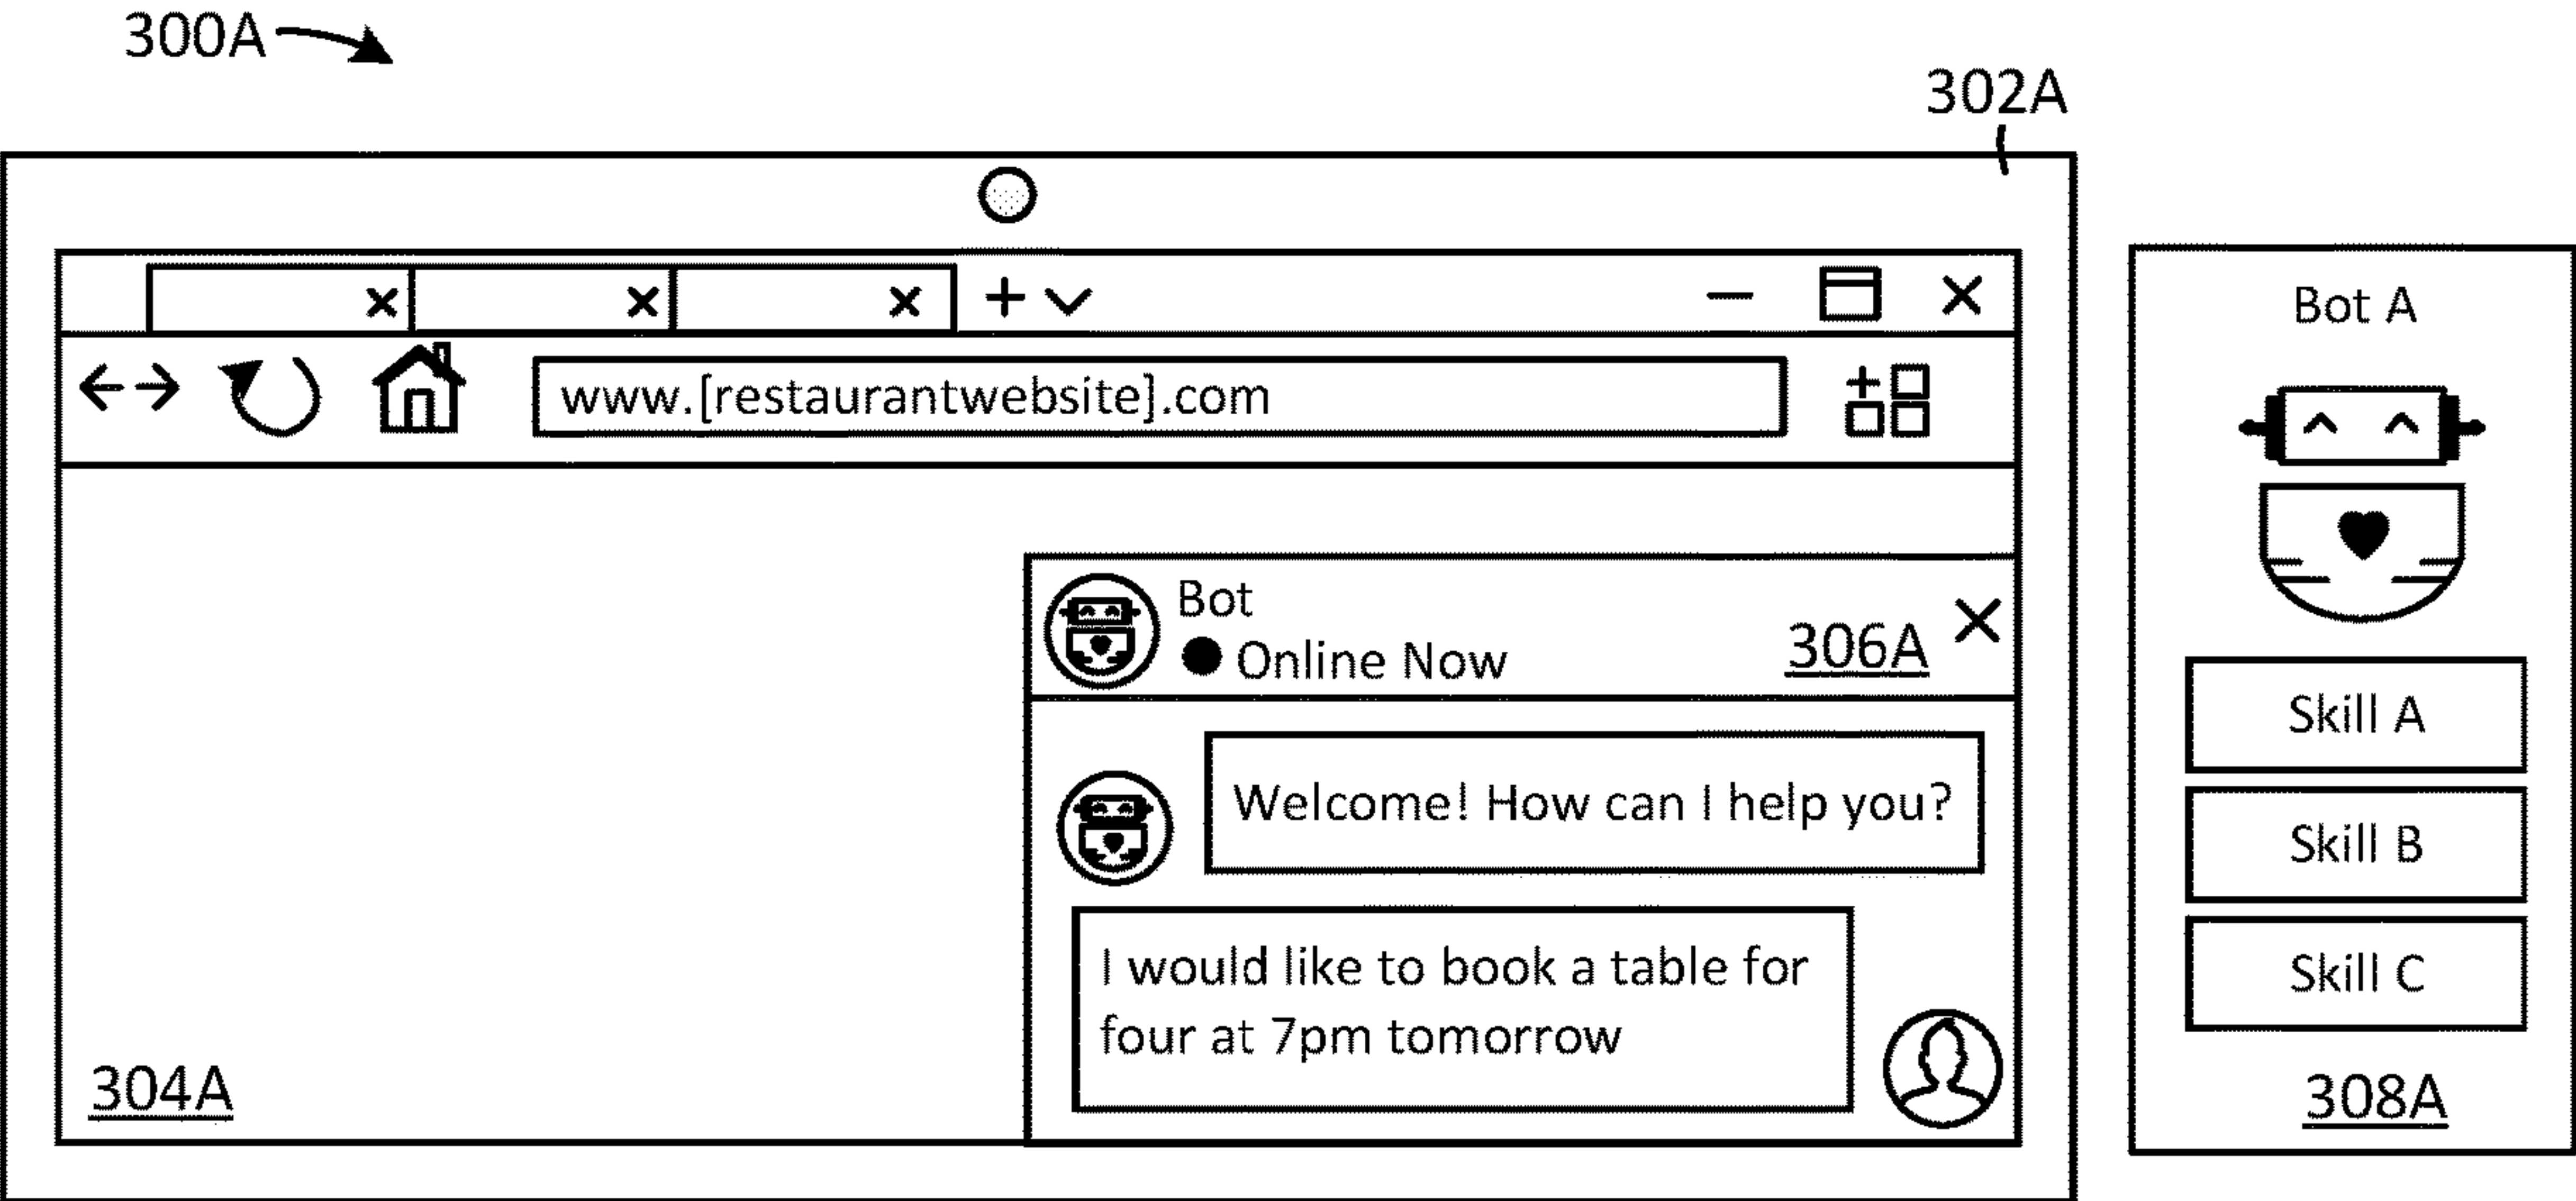 300A
302A
www.[restaurantwebsite].com
Bot
Online Now
306A
Welcome! How can I help you?
I would like to book a table for
four at 7pm tomorrow
304A
Bot A
Skill A
Skill B
Skill C
308A